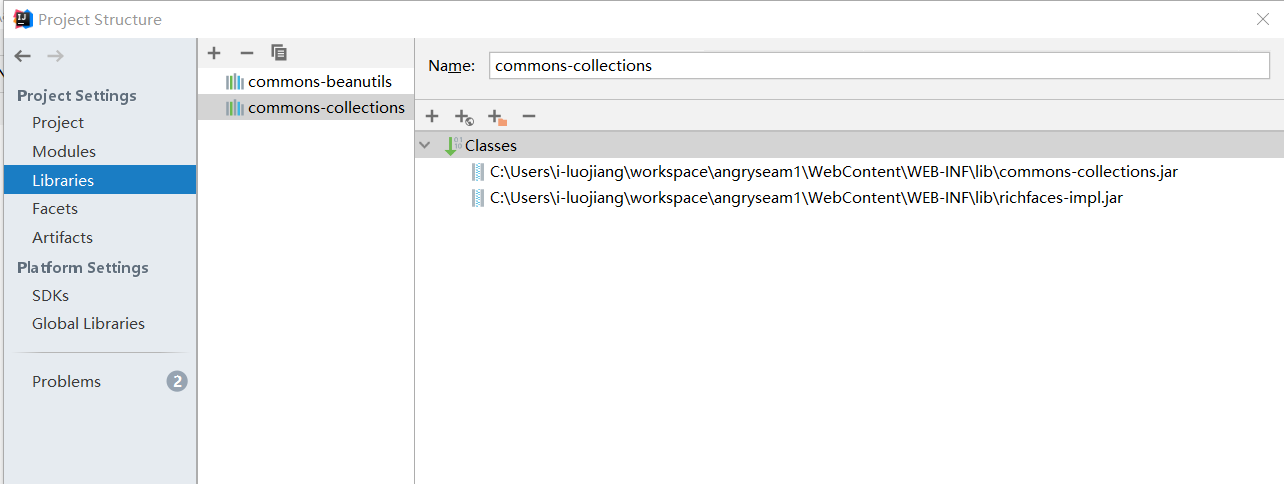 Project Structure
Project Settings
Project
Modules
Libraries
Facets
Artifacts
Platform Settings
SDKs
Global Libraries
Problems 2
commons-beanutils
commons-collections
Name: commons-collections
Classes
C:\Users\i-luojiang\workspace\angryseam1\WebContent\WEB-INF\lib\commons-collections.jar
C:\Users\i-luojiang\workspace\angryseam1\WebContent\WEB-INF\lib\richfaces-impl.jar